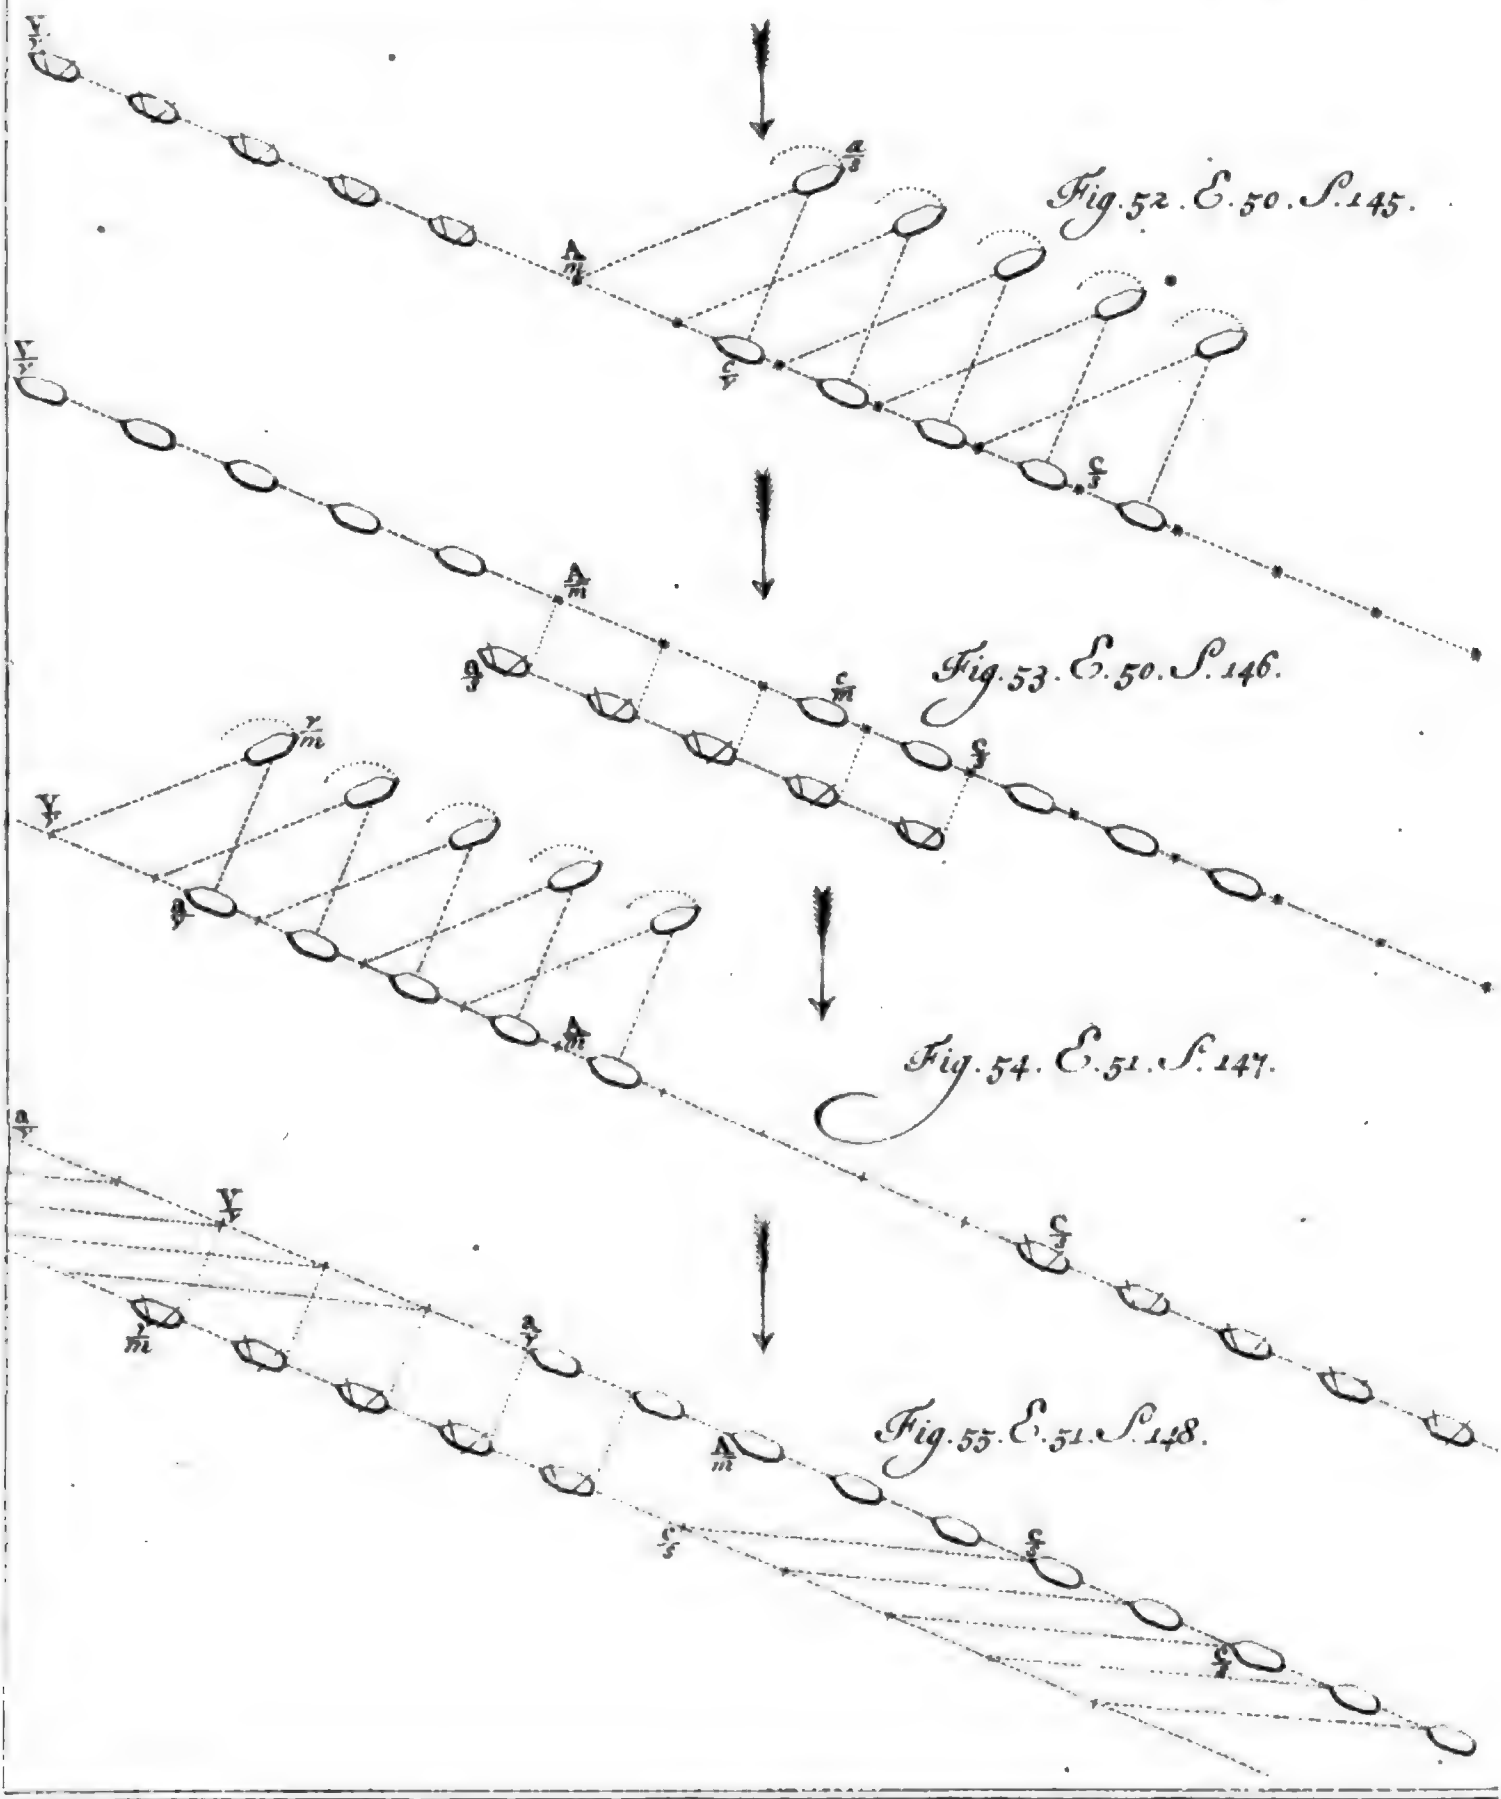 V
r
a
s
Fig. 52. E. 50. S. 145.
A
m
c
r
V
r
c
s
A
m
Fig. 53. E. 50. S. 146.
a
s
c
m
c
s
r
m
V
r
a
r
A
m
Fig. 54. E. 51. S. 147.
a
r
V
r
C
s
r
m
a
r
Fig. 55. E. 51. S. 148.
A
m
c
s
c
s